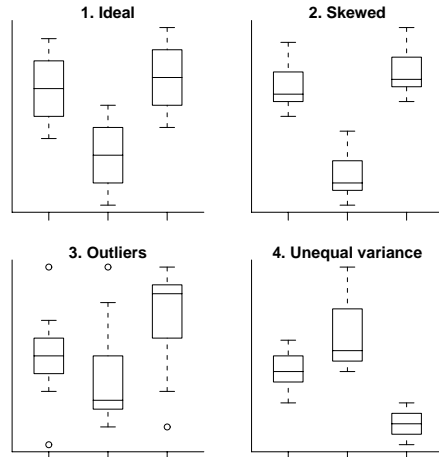 1. Ideal
2. Skewed
3. Outliers
4. Unequal variance